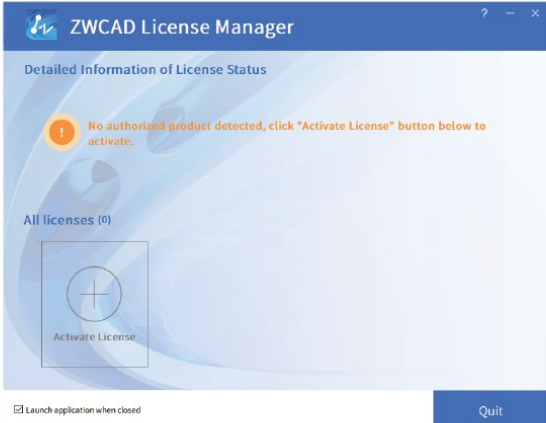 ZWCAD License Manager
? — ×
Detailed Information of License Status
! No authorized product detected, click "Activate License" button below to
activate.
All licenses (0)
Activate License
Launch application when closed
Quit